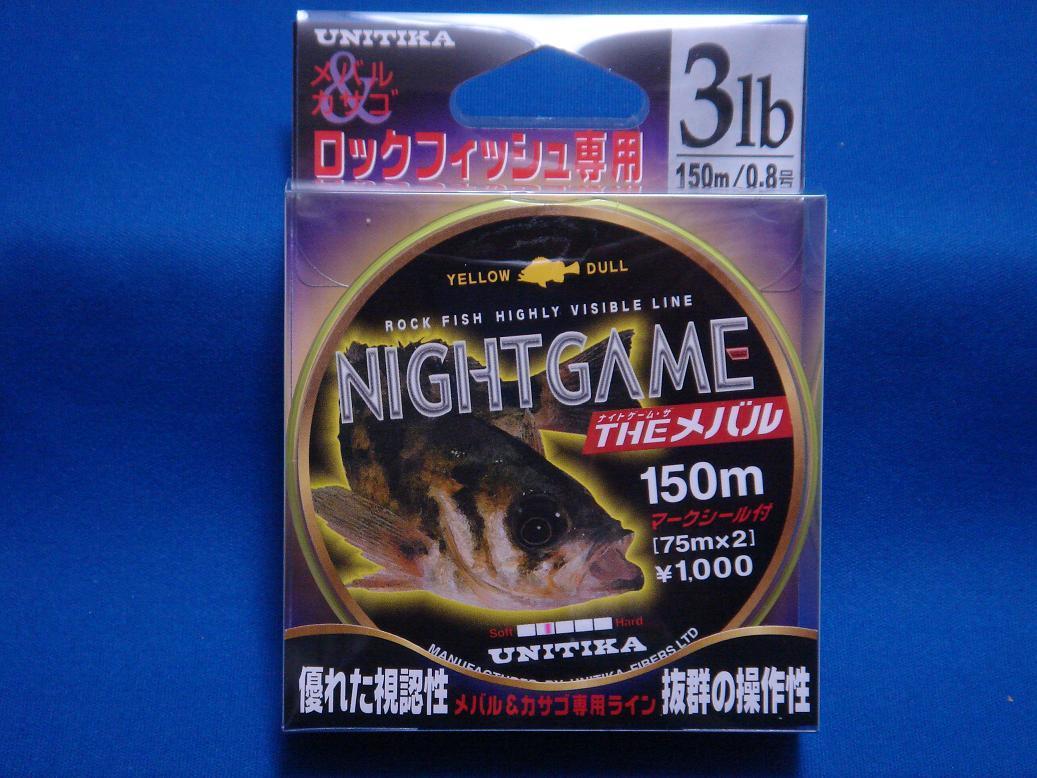 UNITIKA
メバル
&
カサゴ
ロックフィッシュ専用
3lb
150m/0.8号
YELLOW DULL
ROCK FISH HIGHLY VISIBLE LINE
NIGHTGAME
ナイトゲーム・ザ
THEメバル
150m
マークシール付
[75m×2]
¥1,000
Soft Hard
UNITIKA
MANUFACTURED BY UNITIKA FIBERS LTD
優れた視認性 メバル&カサゴ専用ライン 抜群の操作性